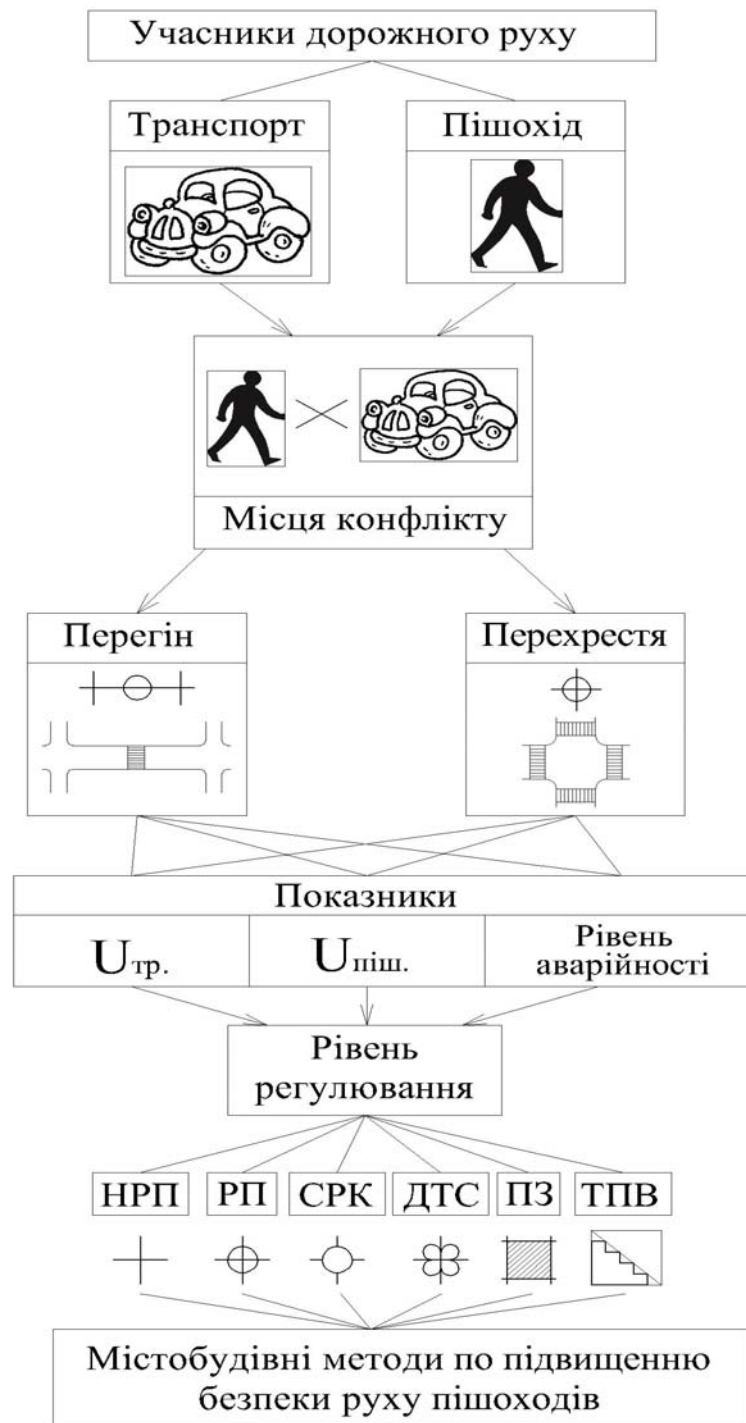 Учасники дорожного руху
Транспорт
Пішохід
Місця конфлікту
Перегін
Перехрестя
Показники
Uтр.
Uпіш.
Рівень
аварійності
Рівень
регулювання
НРП
РП
СРК
ДТС
ПЗ
ТПВ
Містобудівні методи по підвищенню
безпеки руху пішоходів